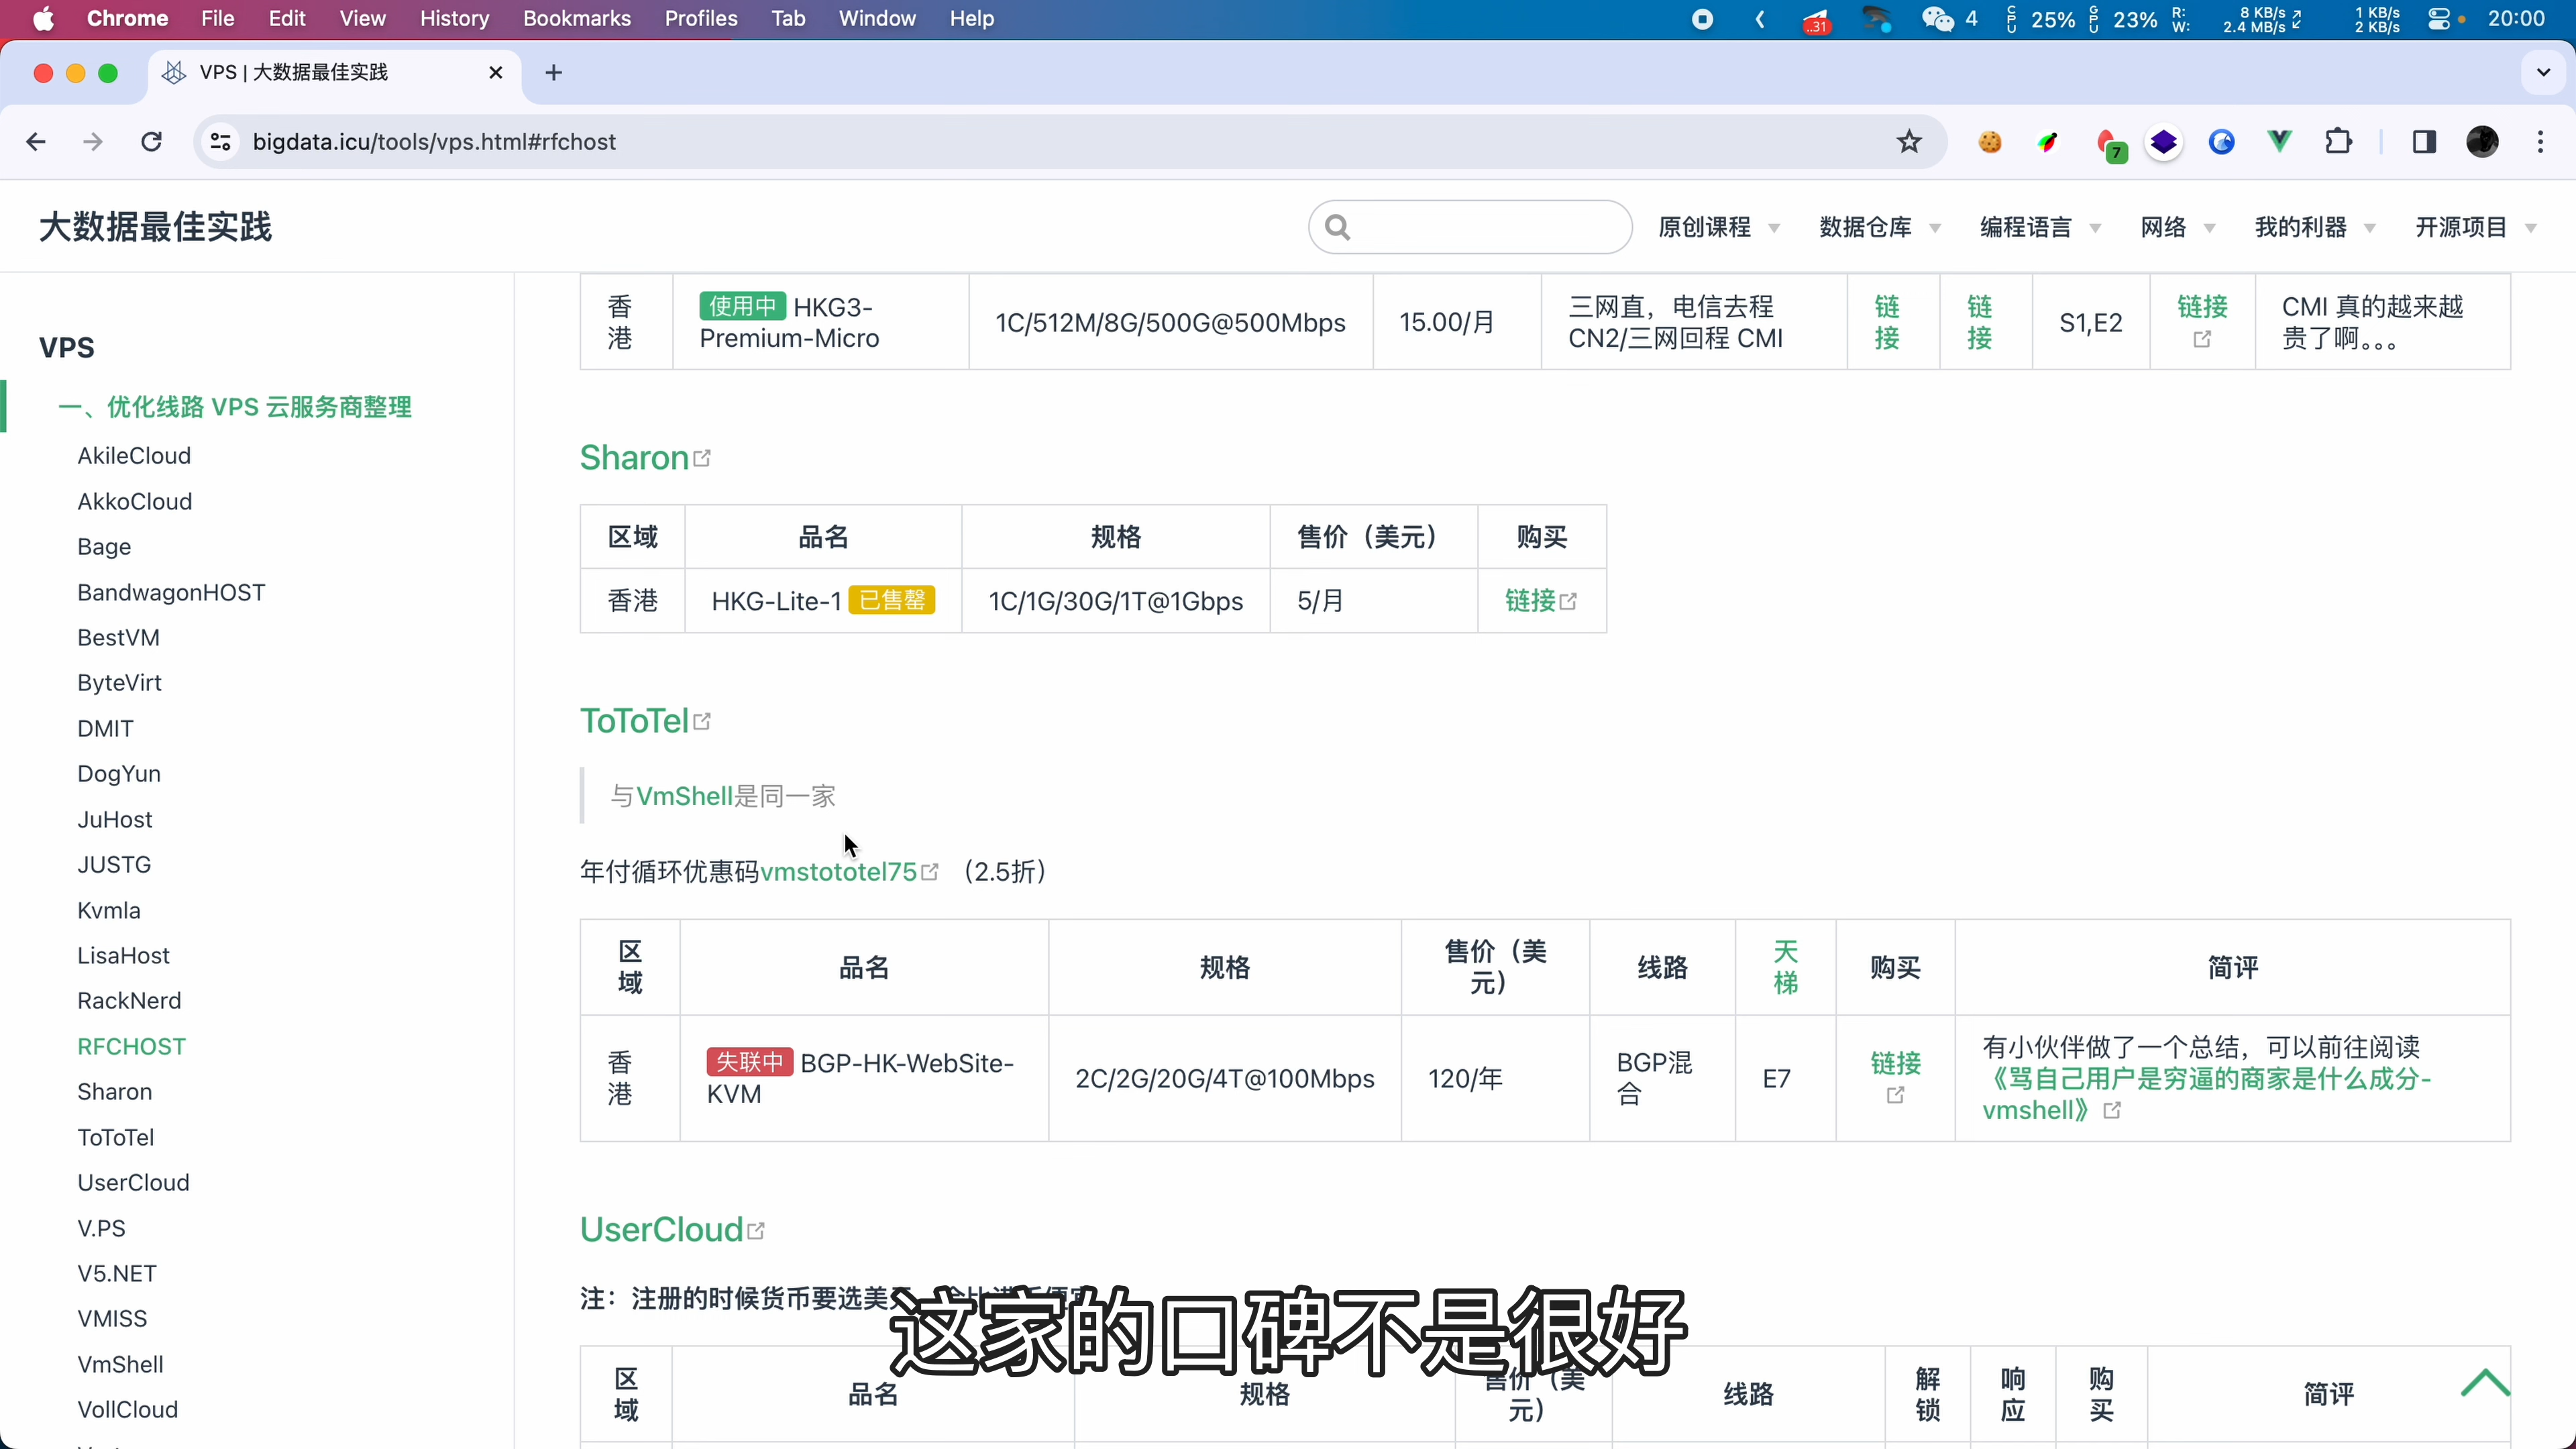 Chrome File Edit View History Bookmarks Profiles Tab Window Help
..31 4 CPU 25% GPU 23% R: W: 8 KB/s 2.4 MB/s 1 KB/s 2 KB/s 20:00
VPS | 大数据最佳实践
bigdata.icu/tools/vps.html#rfchost
7
大数据最佳实践
原创课程 数据仓库 编程语言 网络 我的利器 开源项目
VPS
一、优化线路 VPS 云服务商整理
AkileCloud
AkkoCloud
Bage
BandwagonHOST
BestVM
ByteVirt
DMIT
DogYun
JuHost
JUSTG
Kvmla
LisaHost
RackNerd
RFCHOST
Sharon
ToToTel
UserCloud
V.PS
V5.NET
VMISS
VmShell
VollCloud
香港 使用中 HKG3-Premium-Micro 1C/512M/8G/500G@500Mbps 15.00/月 三网直，电信去程 CN2/三网回程 CMI 链接 链接 S1,E2 链接 CMI 真的越来越贵了啊。。。
Sharon
区域 品名 规格 售价（美元） 购买
香港 HKG-Lite-1 已售罄 1C/1G/30G/1T@1Gbps 5/月 链接
ToToTel
与VmShell是同一家
年付循环优惠码vmstototel75 （2.5折）
区域 品名 规格 售价（美元） 线路 天梯 购买 简评
香港 失联中 BGP-HK-WebSite-KVM 2C/2G/20G/4T@100Mbps 120/年 BGP混合 E7 链接 有小伙伴做了一个总结，可以前往阅读《骂自己用户是穷逼的商家是什么成分-vmshell》
UserCloud
注：注册的时候货币要选美
这家的口碑不是很好
区域 品名 规格 售价（美元） 线路 解锁 响应 购买 简评